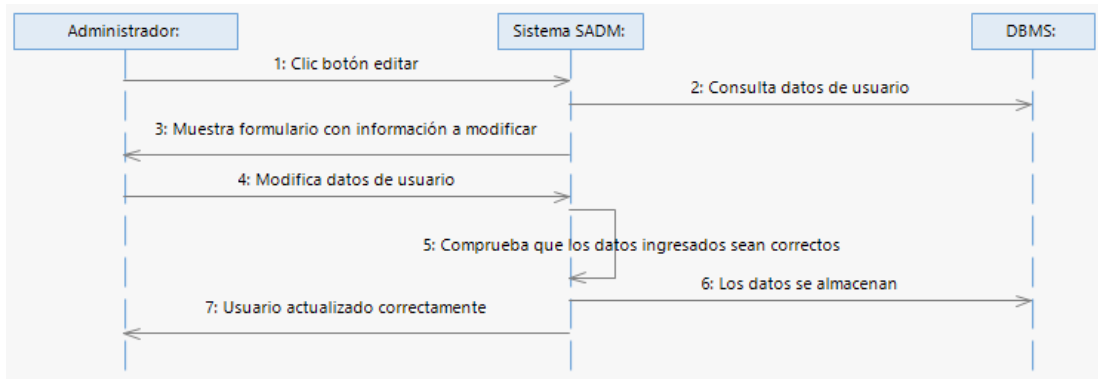 Administrador:
Sistema SADM:
DBMS:
1: Clic botón editar
2: Consulta datos de usuario
3: Muestra formulario con información a modificar
4: Modifica datos de usuario
5: Comprueba que los datos ingresados sean correctos
6: Los datos se almacenan
7: Usuario actualizado correctamente